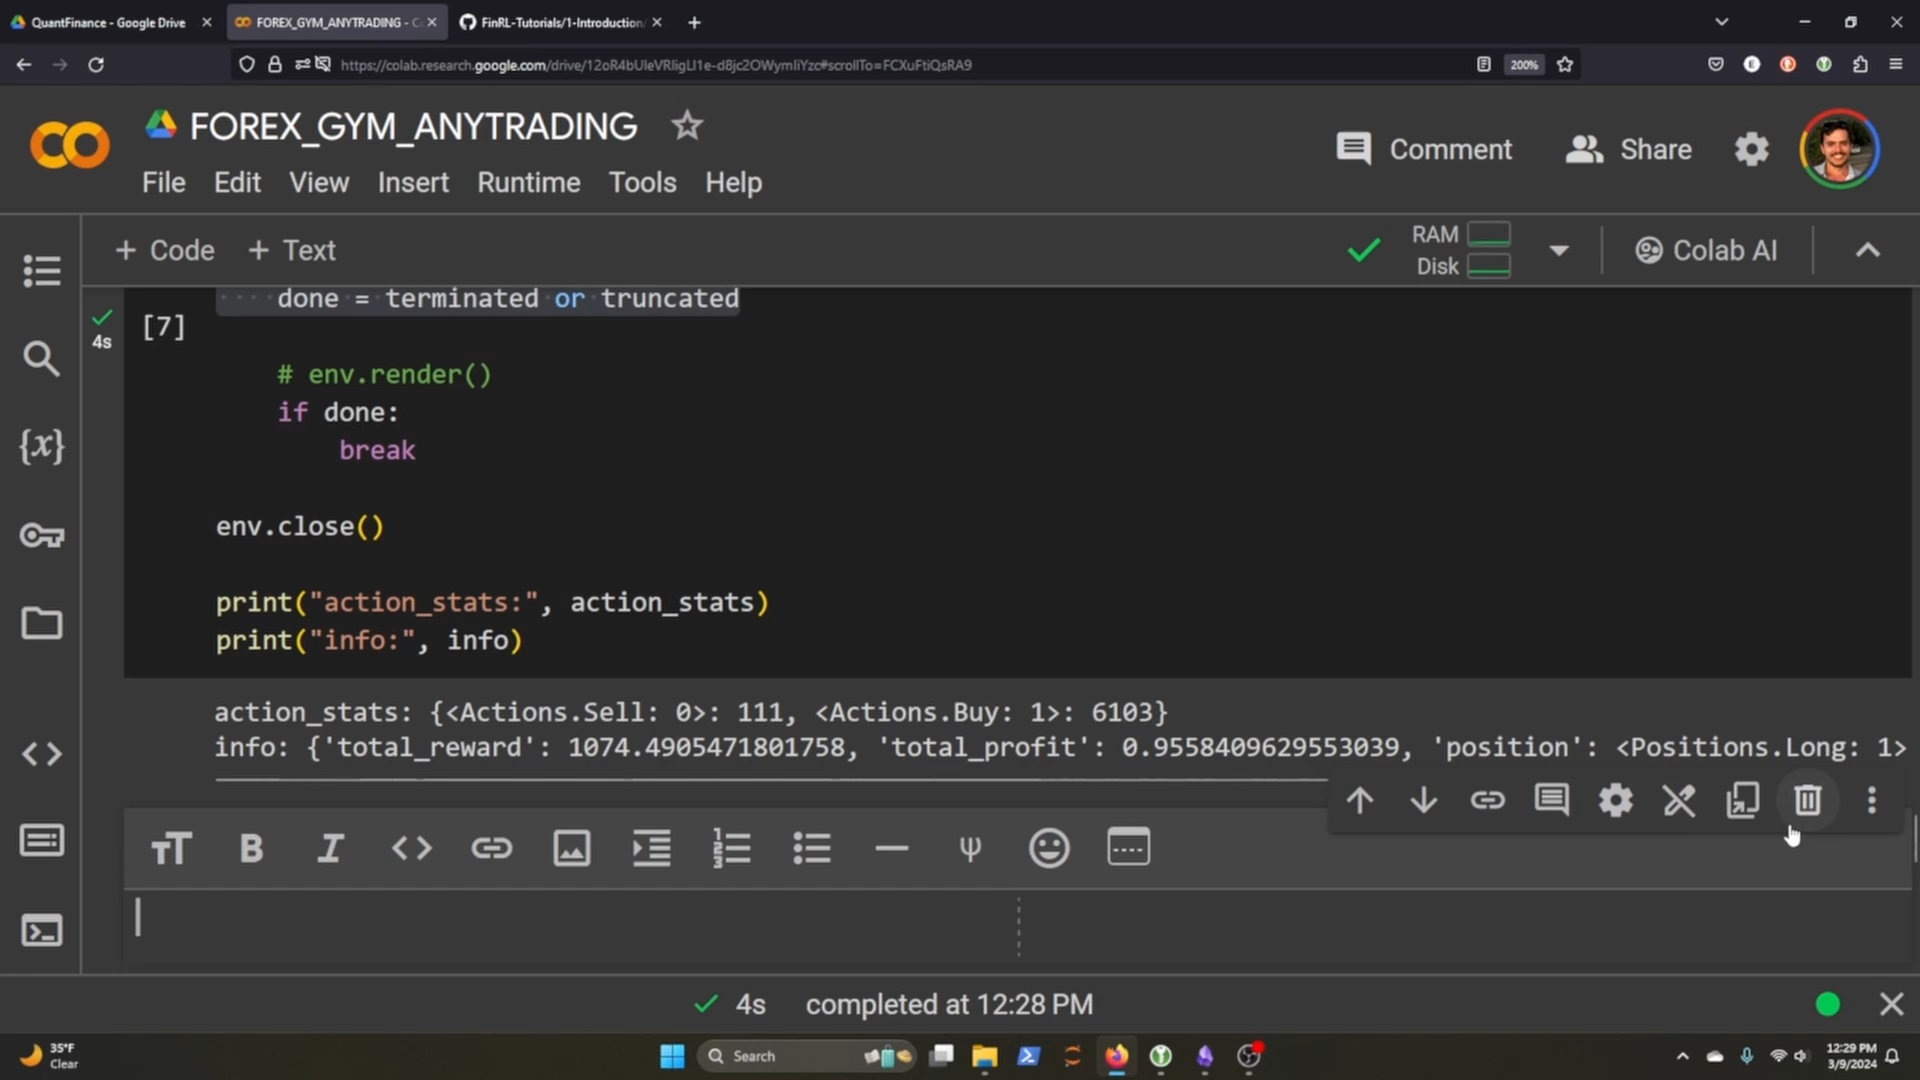 QuantFinance - Google Drive
FOREX_GYM_ANYTRADING - C
FinRL-Tutorials/1-Introduction
https://colab.research.google.com/drive/12oR4bUleVRligLI1e-d8jc2OWymIiYzc#scrollTo=FCXuFtiQsRA9
200%
FOREX_GYM_ANYTRADING
Comment
Share
File Edit View Insert Runtime Tools Help
+ Code + Text
RAM
Disk
Colab AI
4s
[7]
done = terminated or truncated
# env.render()
if done:
break
env.close()
print("action_stats:", action_stats)
print("info:", info)
action_stats: {<Actions.Sell: 0>: 111, <Actions.Buy: 1>: 6103}
info: {'total_reward': 1074.4905471801758, 'total_profit': 0.9558409629553039, 'position': <Positions.Long: 1>
4s completed at 12:28 PM
35°F
Clear
Search
12:29 PM
3/9/2024